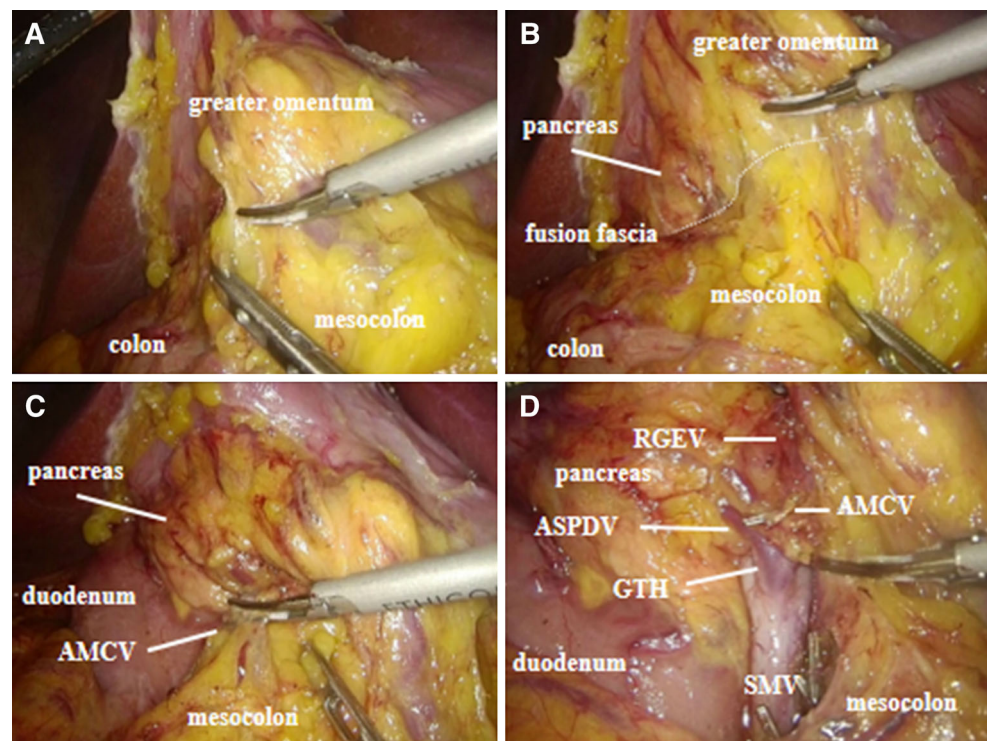 A
greater omentum
mesocolon
colon
B
greater omentum
pancreas
fusion fascia
mesocolon
colon
C
pancreas
duodenum
AMCV
mesocolon
ETHICO
D
RGEV
pancreas
AMCV
ASPDV
GTH
duodenum
SMV
mesocolon